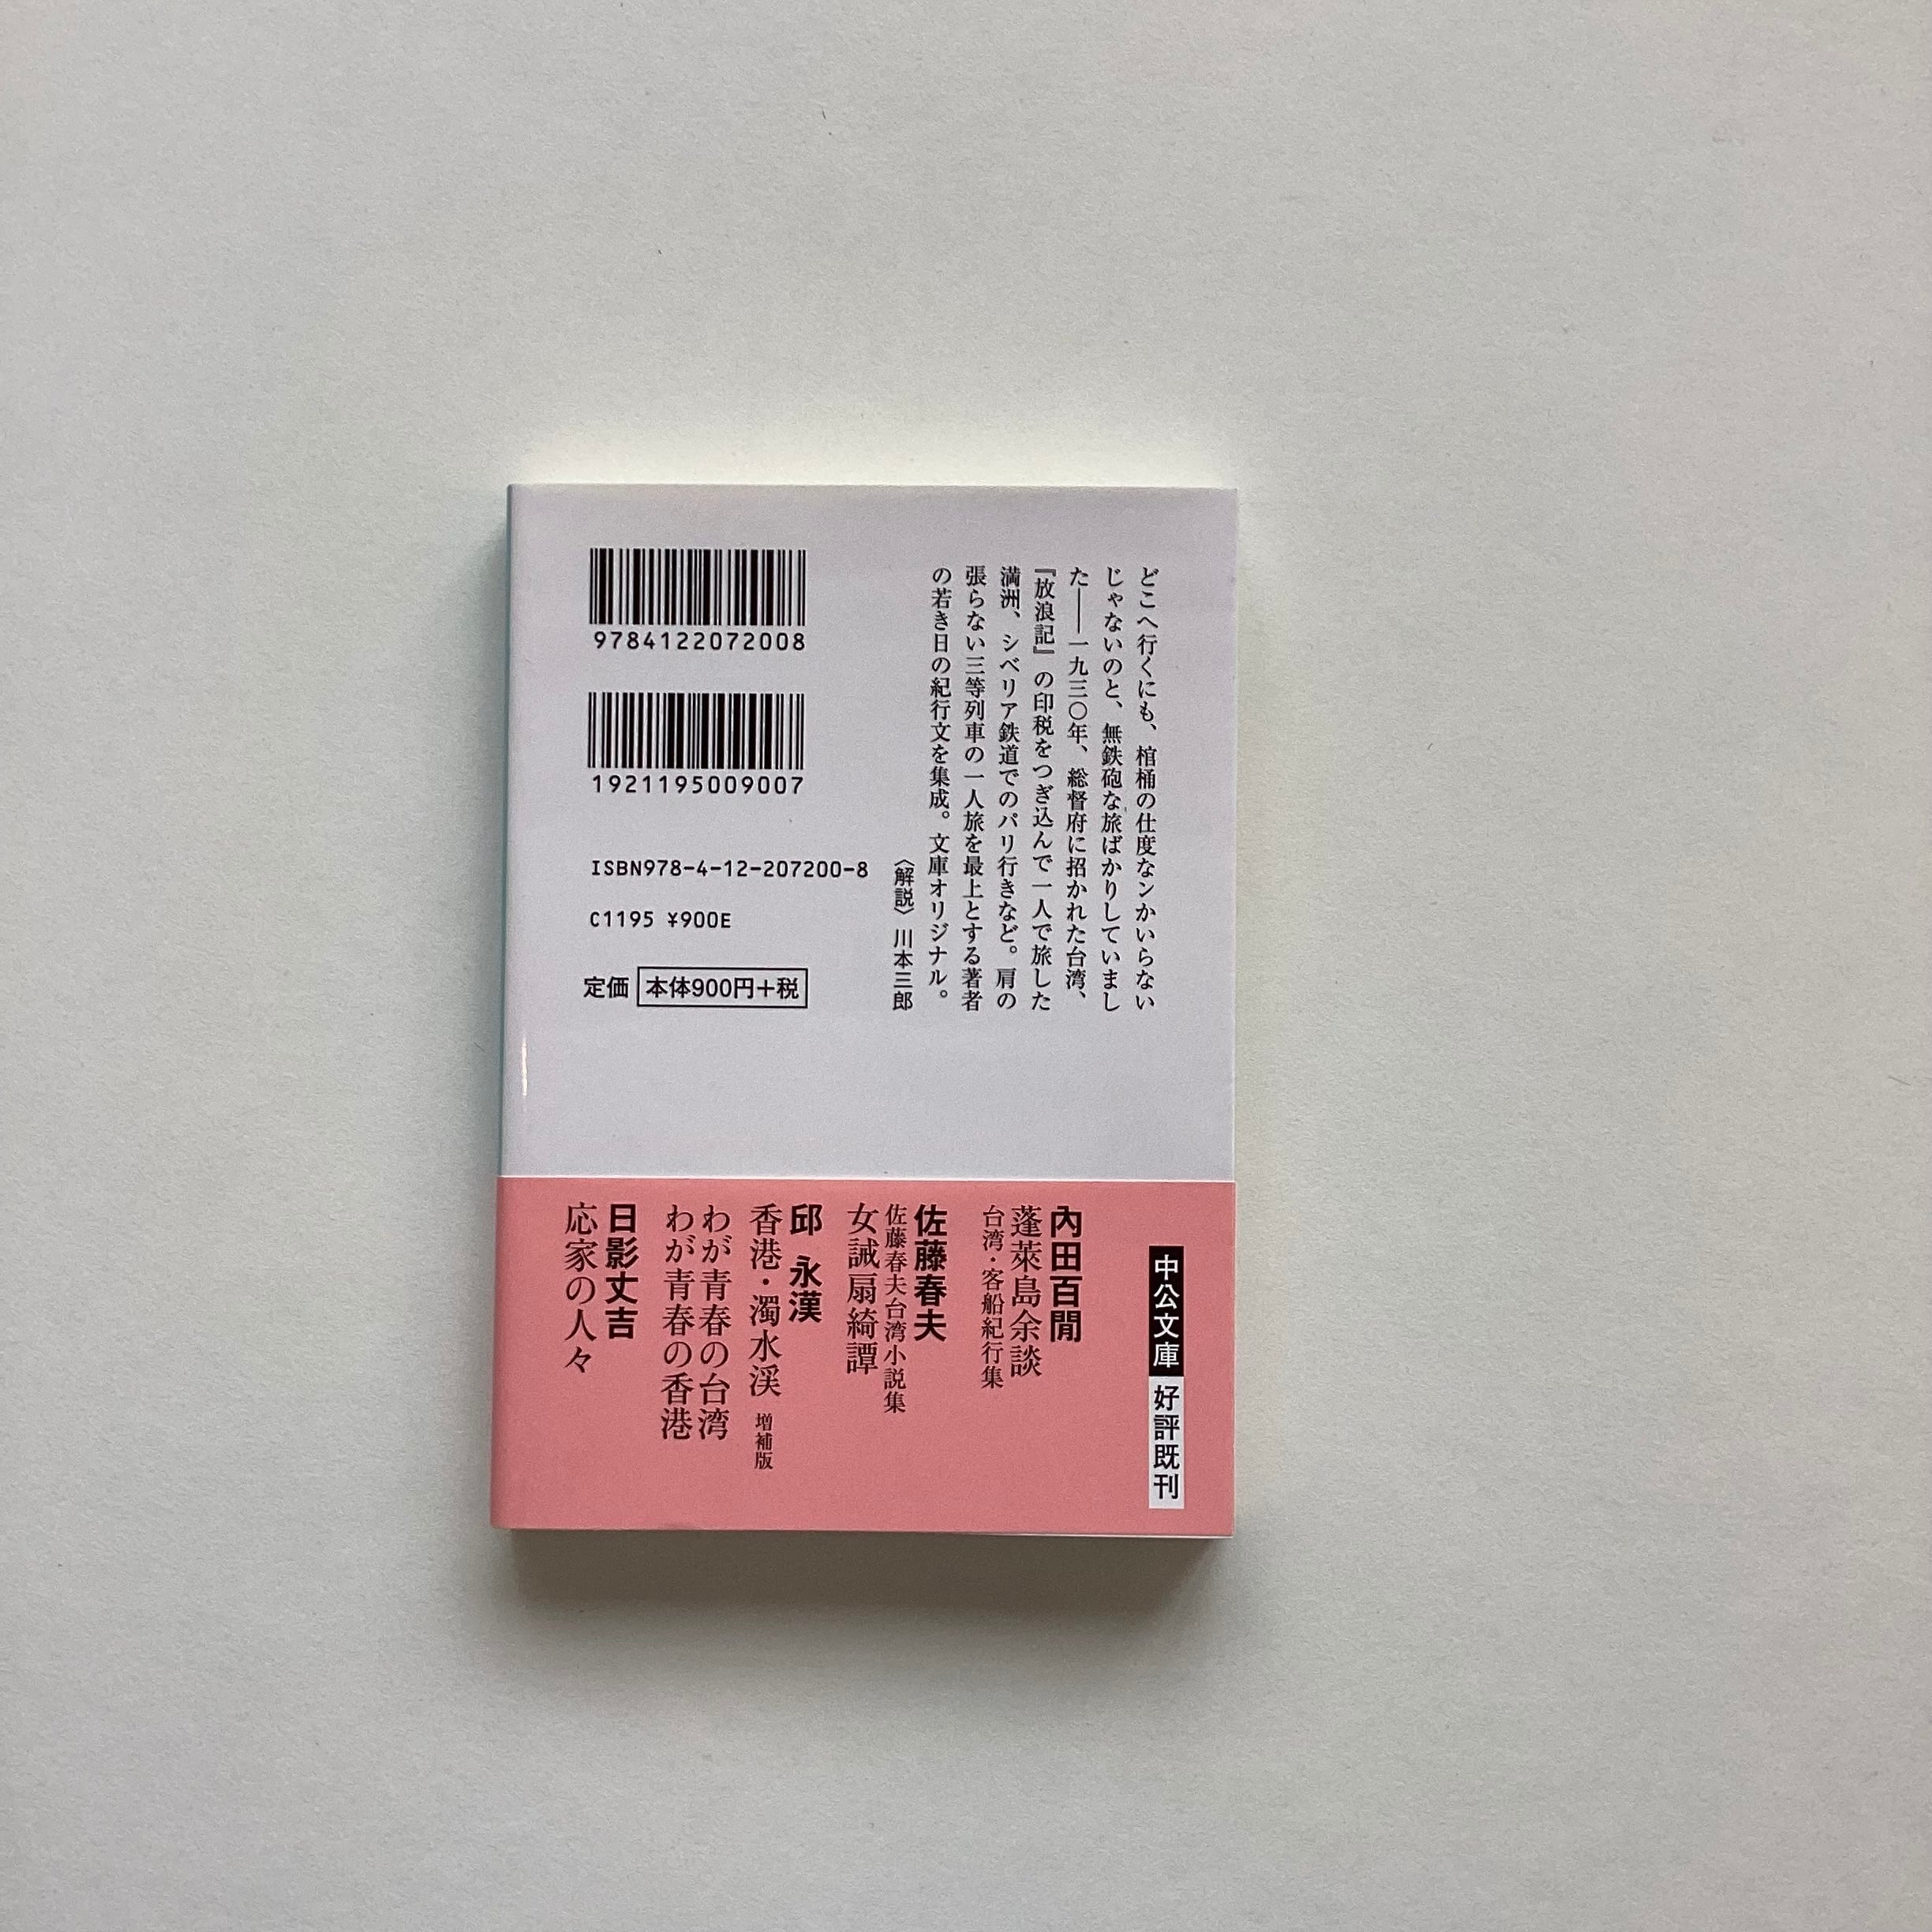 どこへ行くにも、棺桶の仕度なンかいらない
じゃないのと、無鉄砲な旅ばかりしていまし
た――一九三〇年、総督府に招かれた台湾、
『放浪記』の印税をつぎ込んで一人で旅した
満洲、シベリア鉄道でのパリ行きなど。肩の
張らない三等列車の一人旅を最上とする著者
の若き日の紀行文を集成。文庫オリジナル。
〈解説〉川本三郎
9784122072008
1921195009007
ISBN978-4-12-207200-8
C1195 ¥900E
定価 本体900円+税
中公文庫 好評既刊
內田百閒
蓬萊島余談
台湾・客船紀行集
佐藤春夫
佐藤春夫台湾小説集
女誡扇綺譚
邱 永漢
香港・濁水渓 増補版
わが青春の台湾
わが青春の香港
日影丈吉
応家の人々